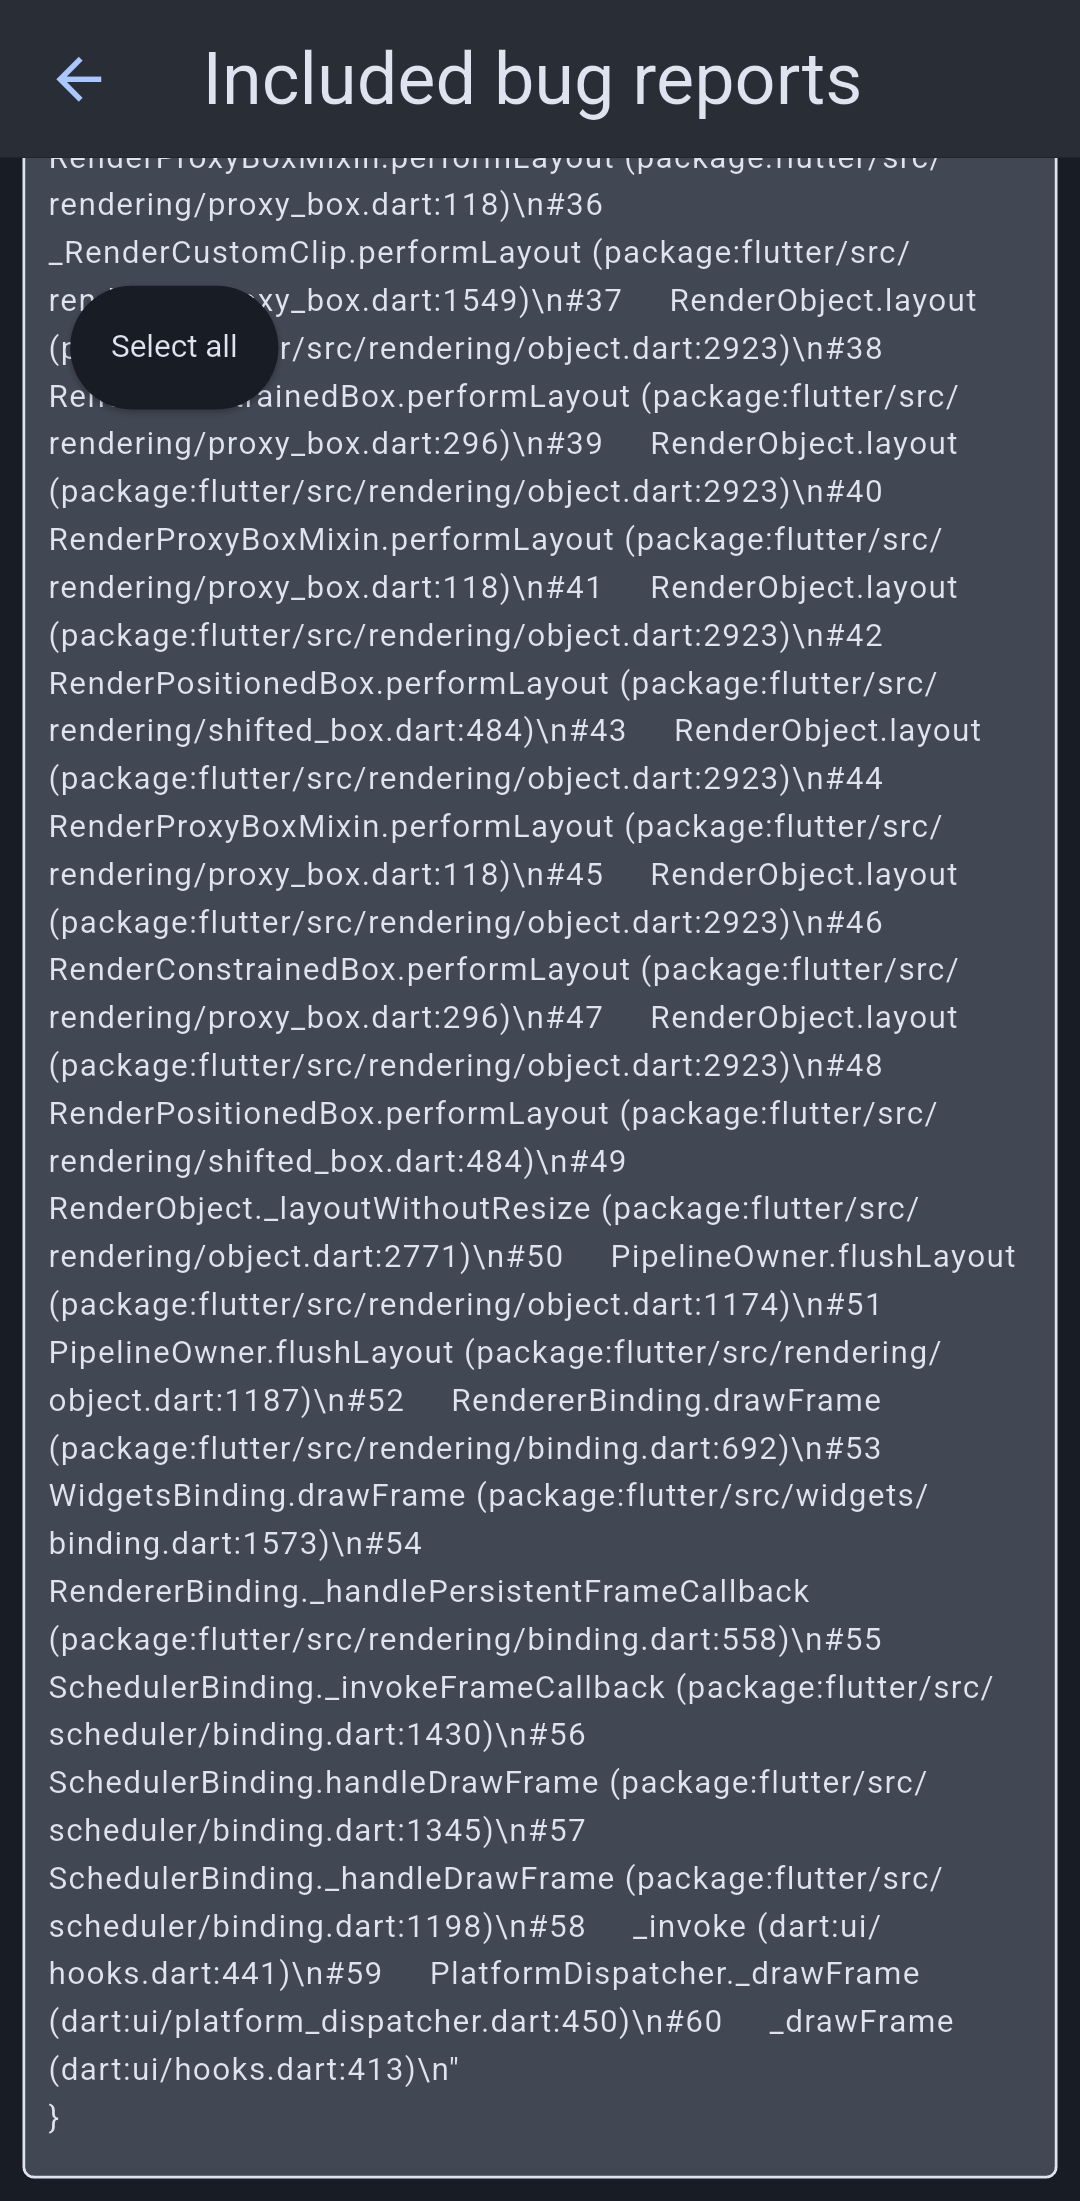 Included bug reports
RenderProxyBoxMixin.performLayout (package:flutter/src/
rendering/proxy_box.dart:118)\n#36
_RenderCustomClip.performLayout (package:flutter/src/
ren xy_box.dart:1549)\n#37 RenderObject.layout
Select all
(p r/src/rendering/object.dart:2923)\n#38
Ren trainedBox.performLayout (package:flutter/src/
rendering/proxy_box.dart:296)\n#39 RenderObject.layout
(package:flutter/src/rendering/object.dart:2923)\n#40
RenderProxyBoxMixin.performLayout (package:flutter/src/
rendering/proxy_box.dart:118)\n#41 RenderObject.layout
(package:flutter/src/rendering/object.dart:2923)\n#42
RenderPositionedBox.performLayout (package:flutter/src/
rendering/shifted_box.dart:484)\n#43 RenderObject.layout
(package:flutter/src/rendering/object.dart:2923)\n#44
RenderProxyBoxMixin.performLayout (package:flutter/src/
rendering/proxy_box.dart:118)\n#45 RenderObject.layout
(package:flutter/src/rendering/object.dart:2923)\n#46
RenderConstrainedBox.performLayout (package:flutter/src/
rendering/proxy_box.dart:296)\n#47 RenderObject.layout
(package:flutter/src/rendering/object.dart:2923)\n#48
RenderPositionedBox.performLayout (package:flutter/src/
rendering/shifted_box.dart:484)\n#49
RenderObject._layoutWithoutResize (package:flutter/src/
rendering/object.dart:2771)\n#50 PipelineOwner.flushLayout
(package:flutter/src/rendering/object.dart:1174)\n#51
PipelineOwner.flushLayout (package:flutter/src/rendering/
object.dart:1187)\n#52 RendererBinding.drawFrame
(package:flutter/src/rendering/binding.dart:692)\n#53
WidgetsBinding.drawFrame (package:flutter/src/widgets/
binding.dart:1573)\n#54
RendererBinding._handlePersistentFrameCallback
(package:flutter/src/rendering/binding.dart:558)\n#55
SchedulerBinding._invokeFrameCallback (package:flutter/src/
scheduler/binding.dart:1430)\n#56
SchedulerBinding.handleDrawFrame (package:flutter/src/
scheduler/binding.dart:1345)\n#57
SchedulerBinding._handleDrawFrame (package:flutter/src/
scheduler/binding.dart:1198)\n#58 _invoke (dart:ui/
hooks.dart:441)\n#59 PlatformDispatcher._drawFrame
(dart:ui/platform_dispatcher.dart:450)\n#60 _drawFrame
(dart:ui/hooks.dart:413)\n"
}